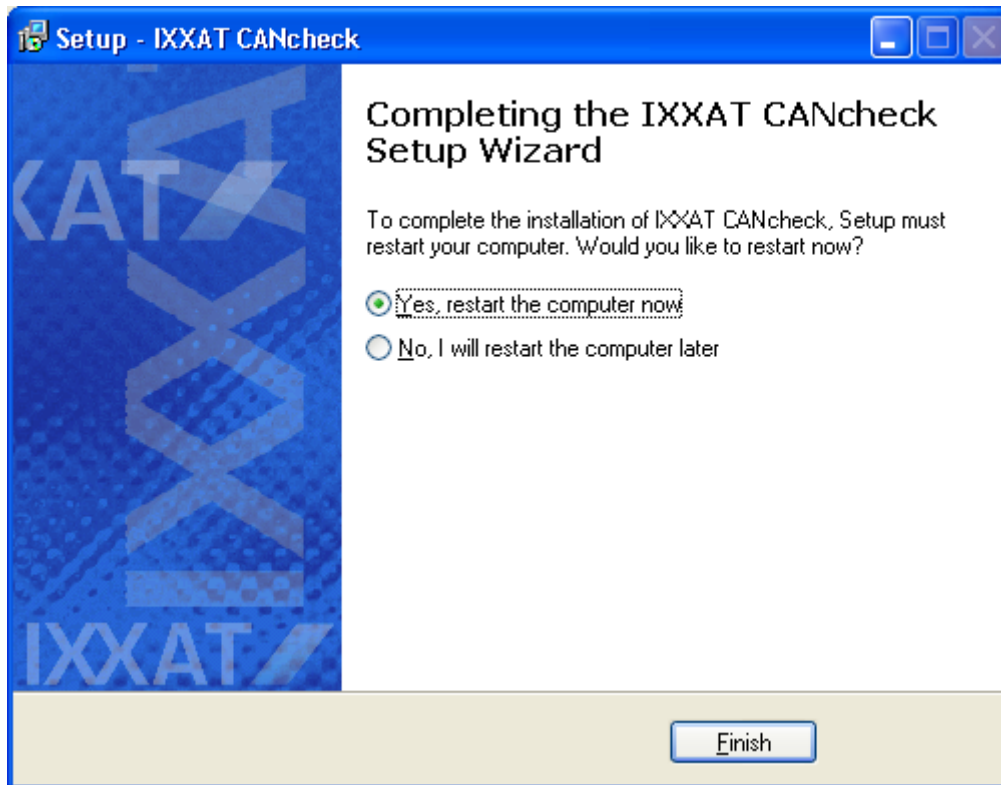 Setup - IXXAT CANcheck
Completing the IXXAT CANcheck
Setup Wizard
To complete the installation of IXXAT CANcheck, Setup must
restart your computer. Would you like to restart now?
Yes, restart the computer now
No, I will restart the computer later
XAT
IXXA
IXXAT
Finish